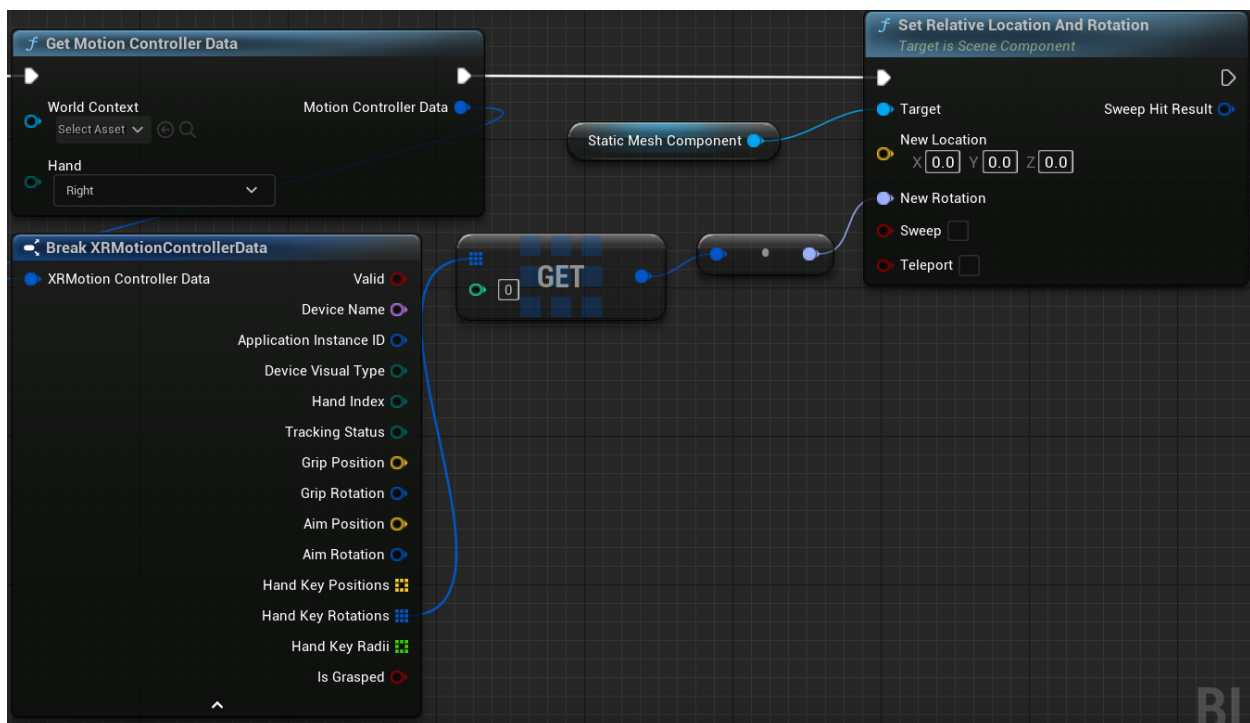 Get Motion Controller Data
World Context
Motion Controller Data
Select Asset
Hand
Right
Break XRMotionControllerData
XRMotion Controller Data
Valid
Device Name
Application Instance ID
Device Visual Type
Hand Index
Tracking Status
Grip Position
Grip Rotation
Aim Position
Aim Rotation
Hand Key Positions
Hand Key Rotations
Hand Key Radii
Is Grasped
Static Mesh Component
0
GET
Set Relative Location And Rotation
Target is Scene Component
Target
Sweep Hit Result
New Location
X 0.0 Y 0.0 Z 0.0
New Rotation
Sweep
Teleport